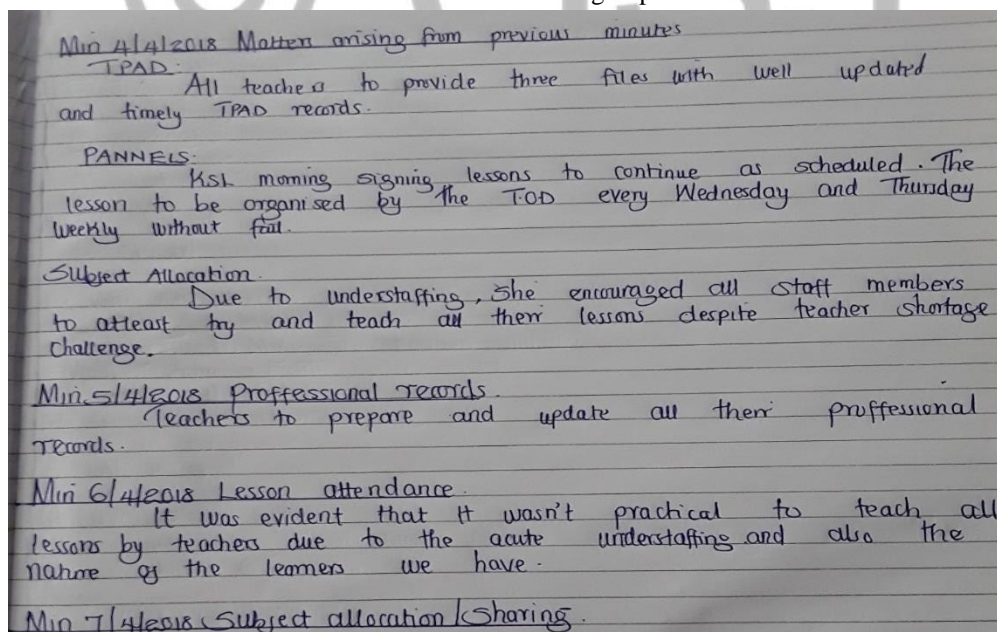 Min 4/4/2018 Matters arising from previous minutes
TPAD:
All teachers to provide three files with well updated
and timely TPAD records.
PANNELS:
KSL morning signing lessons to continue as scheduled. The
lesson to be organised by the T.O.D every Wednesday and Thursday
weekly without fail.
Subject Allocation.
Due to understaffing, she encouraged all staff members
to atleast try and teach all their lessons despite teacher shortage
challenge.
Min 5/4/2018 Proffessional records.
Teachers to prepare and update all their proffessional
records.
Min 6/4/2018 Lesson attendance.
It was evident that it wasn't practical to teach all
lessons by teachers due to the acute understaffing and also the
nature of the learners we have.
Min 7/4/2018 Subject allocation/Sharing.